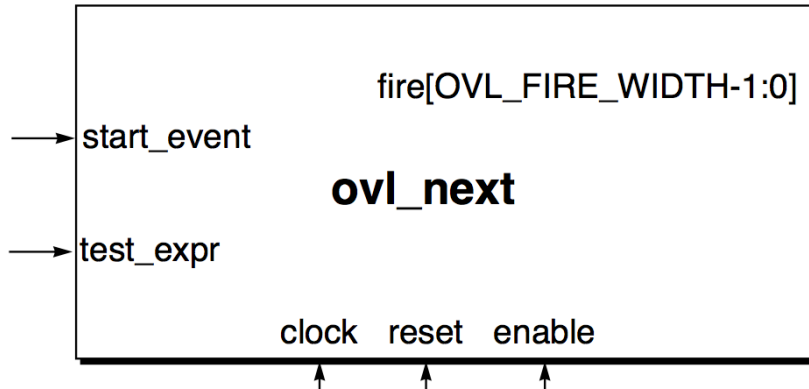 fire[OVL_FIRE_WIDTH-1:0]
start_event
ovl_next
test_expr
clock reset enable